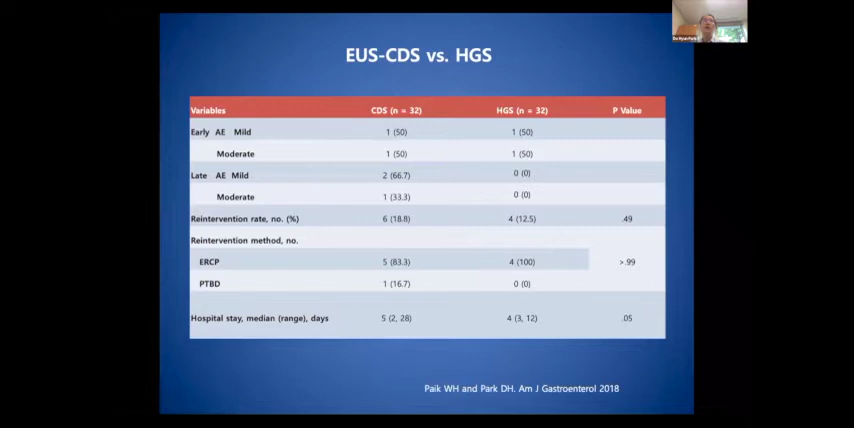 Do Hyun Park
EUS-CDS vs. HGS
Variables CDS (n = 32) HGS (n = 32) P Value
Early AE Mild 1 (50) 1 (50)
Moderate 1 (50) 1 (50)
Late AE Mild 2 (66.7) 0 (0)
Moderate 1 (33.3) 0 (0)
Reintervention rate, no. (%) 6 (18.8) 4 (12.5) .49
Reintervention method, no.
ERCP 5 (83.3) 4 (100) >.99
PTBD 1 (16.7) 0 (0)
Hospital stay, median (range), days 5 (2, 28) 4 (3, 12) .05
Paik WH and Park DH. Am J Gastroenterol 2018